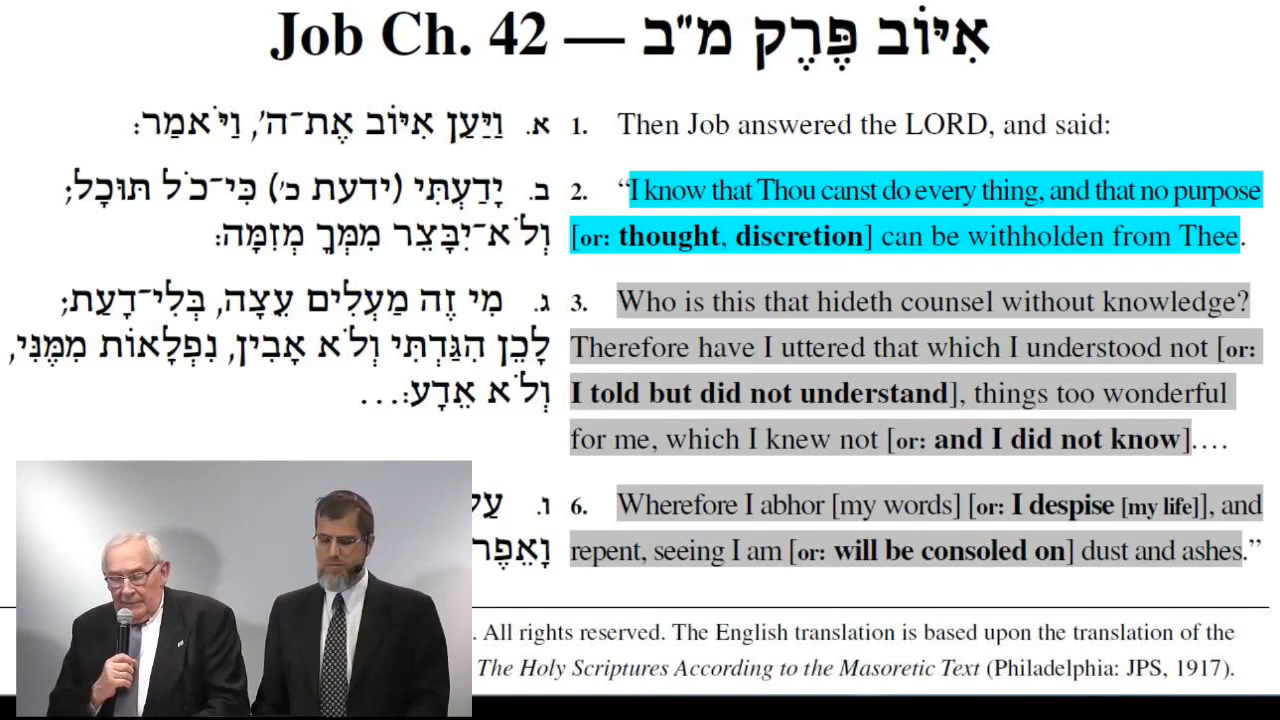 Job Ch. 42 — אִיּוֹב פֶּרֶק מ"ב
א. וַיַּעַן אִיּוֹב אֶת־ה', וַיֹּאמַר:
1. Then Job answered the LORD, and said:
ב. יָדַעְתִּי (ידעת כ') כִּי־כֹל תּוּכָל;
וְלֹא־יִבָּצֵר מִמְּךָ מְזִמָּה:
2. “I know that Thou canst do every thing, and that no purpose
[or: thought, discretion] can be withholden from Thee.
ג. מִי זֶה מַעְלִים עֵצָה, בְּלִי־דָעַת;
לָכֵן הִגַּדְתִּי וְלֹא אָבִין, נִפְלָאוֹת מִמֶּנִּי,
וְלֹא אֵדָע:...
3. Who is this that hideth counsel without knowledge?
Therefore have I uttered that which I understood not [or:
I told but did not understand], things too wonderful
for me, which I knew not [or: and I did not know]....
ו.
וָאֵפֶר
6. Wherefore I abhor [my words] [or: I despise [my life]], and
repent, seeing I am [or: will be consoled on] dust and ashes.”
. All rights reserved. The English translation is based upon the translation of the
The Holy Scriptures According to the Masoretic Text (Philadelphia: JPS, 1917).